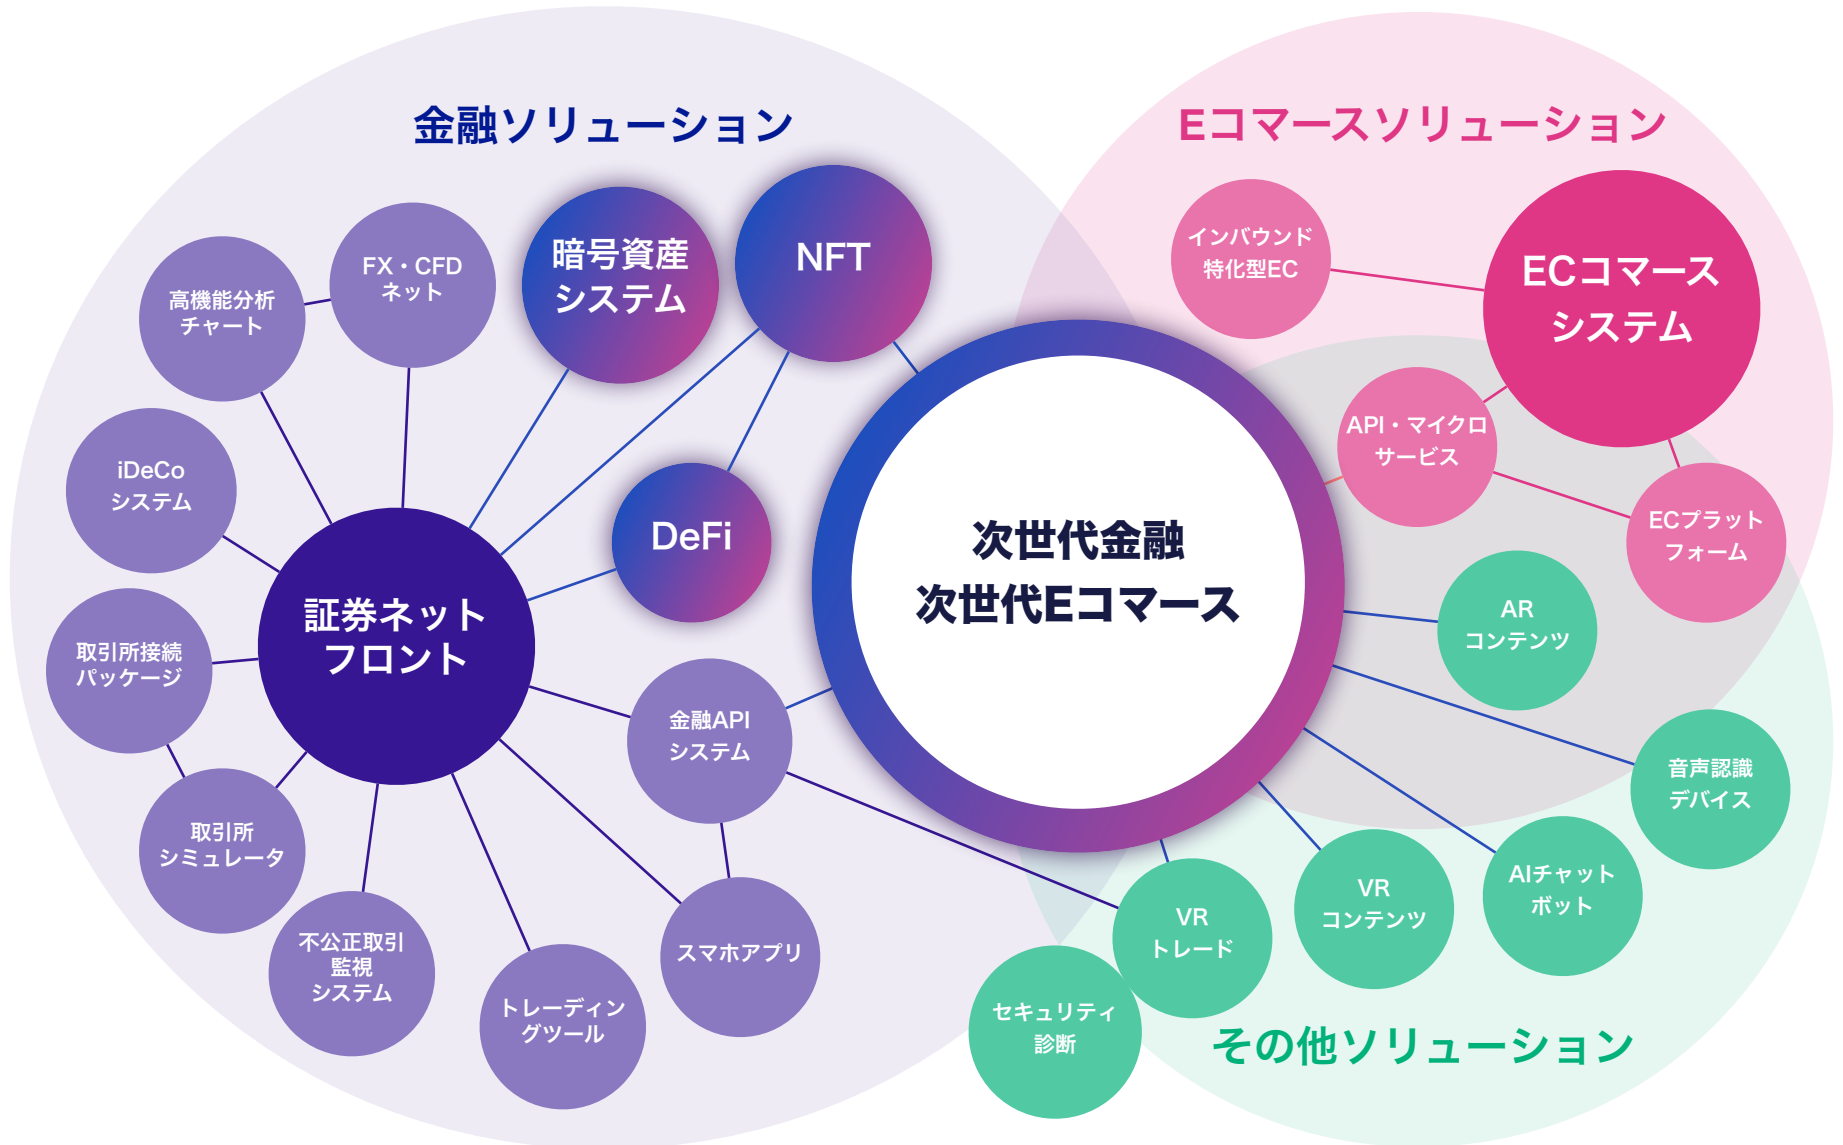 金融ソリューション
Eコマースソリューション
FX・CFD
ネット
高機能分析
チャート
暗号資産
システム
NFT
インバウンド
特化型EC
ECコマース
システム
API・マイクロ
サービス
iDeCo
システム
DeFi
ECプラット
フォーム
次世代金融
次世代Eコマース
証券ネット
フロント
AR
コンテンツ
取引所接続
パッケージ
金融API
システム
音声認識
デバイス
取引所
シミュレータ
AIチャット
ボット
VR
コンテンツ
VR
トレード
不公正取引
監視
システム
スマホアプリ
トレーディン
グツール
セキュリティ
診断
その他ソリューション